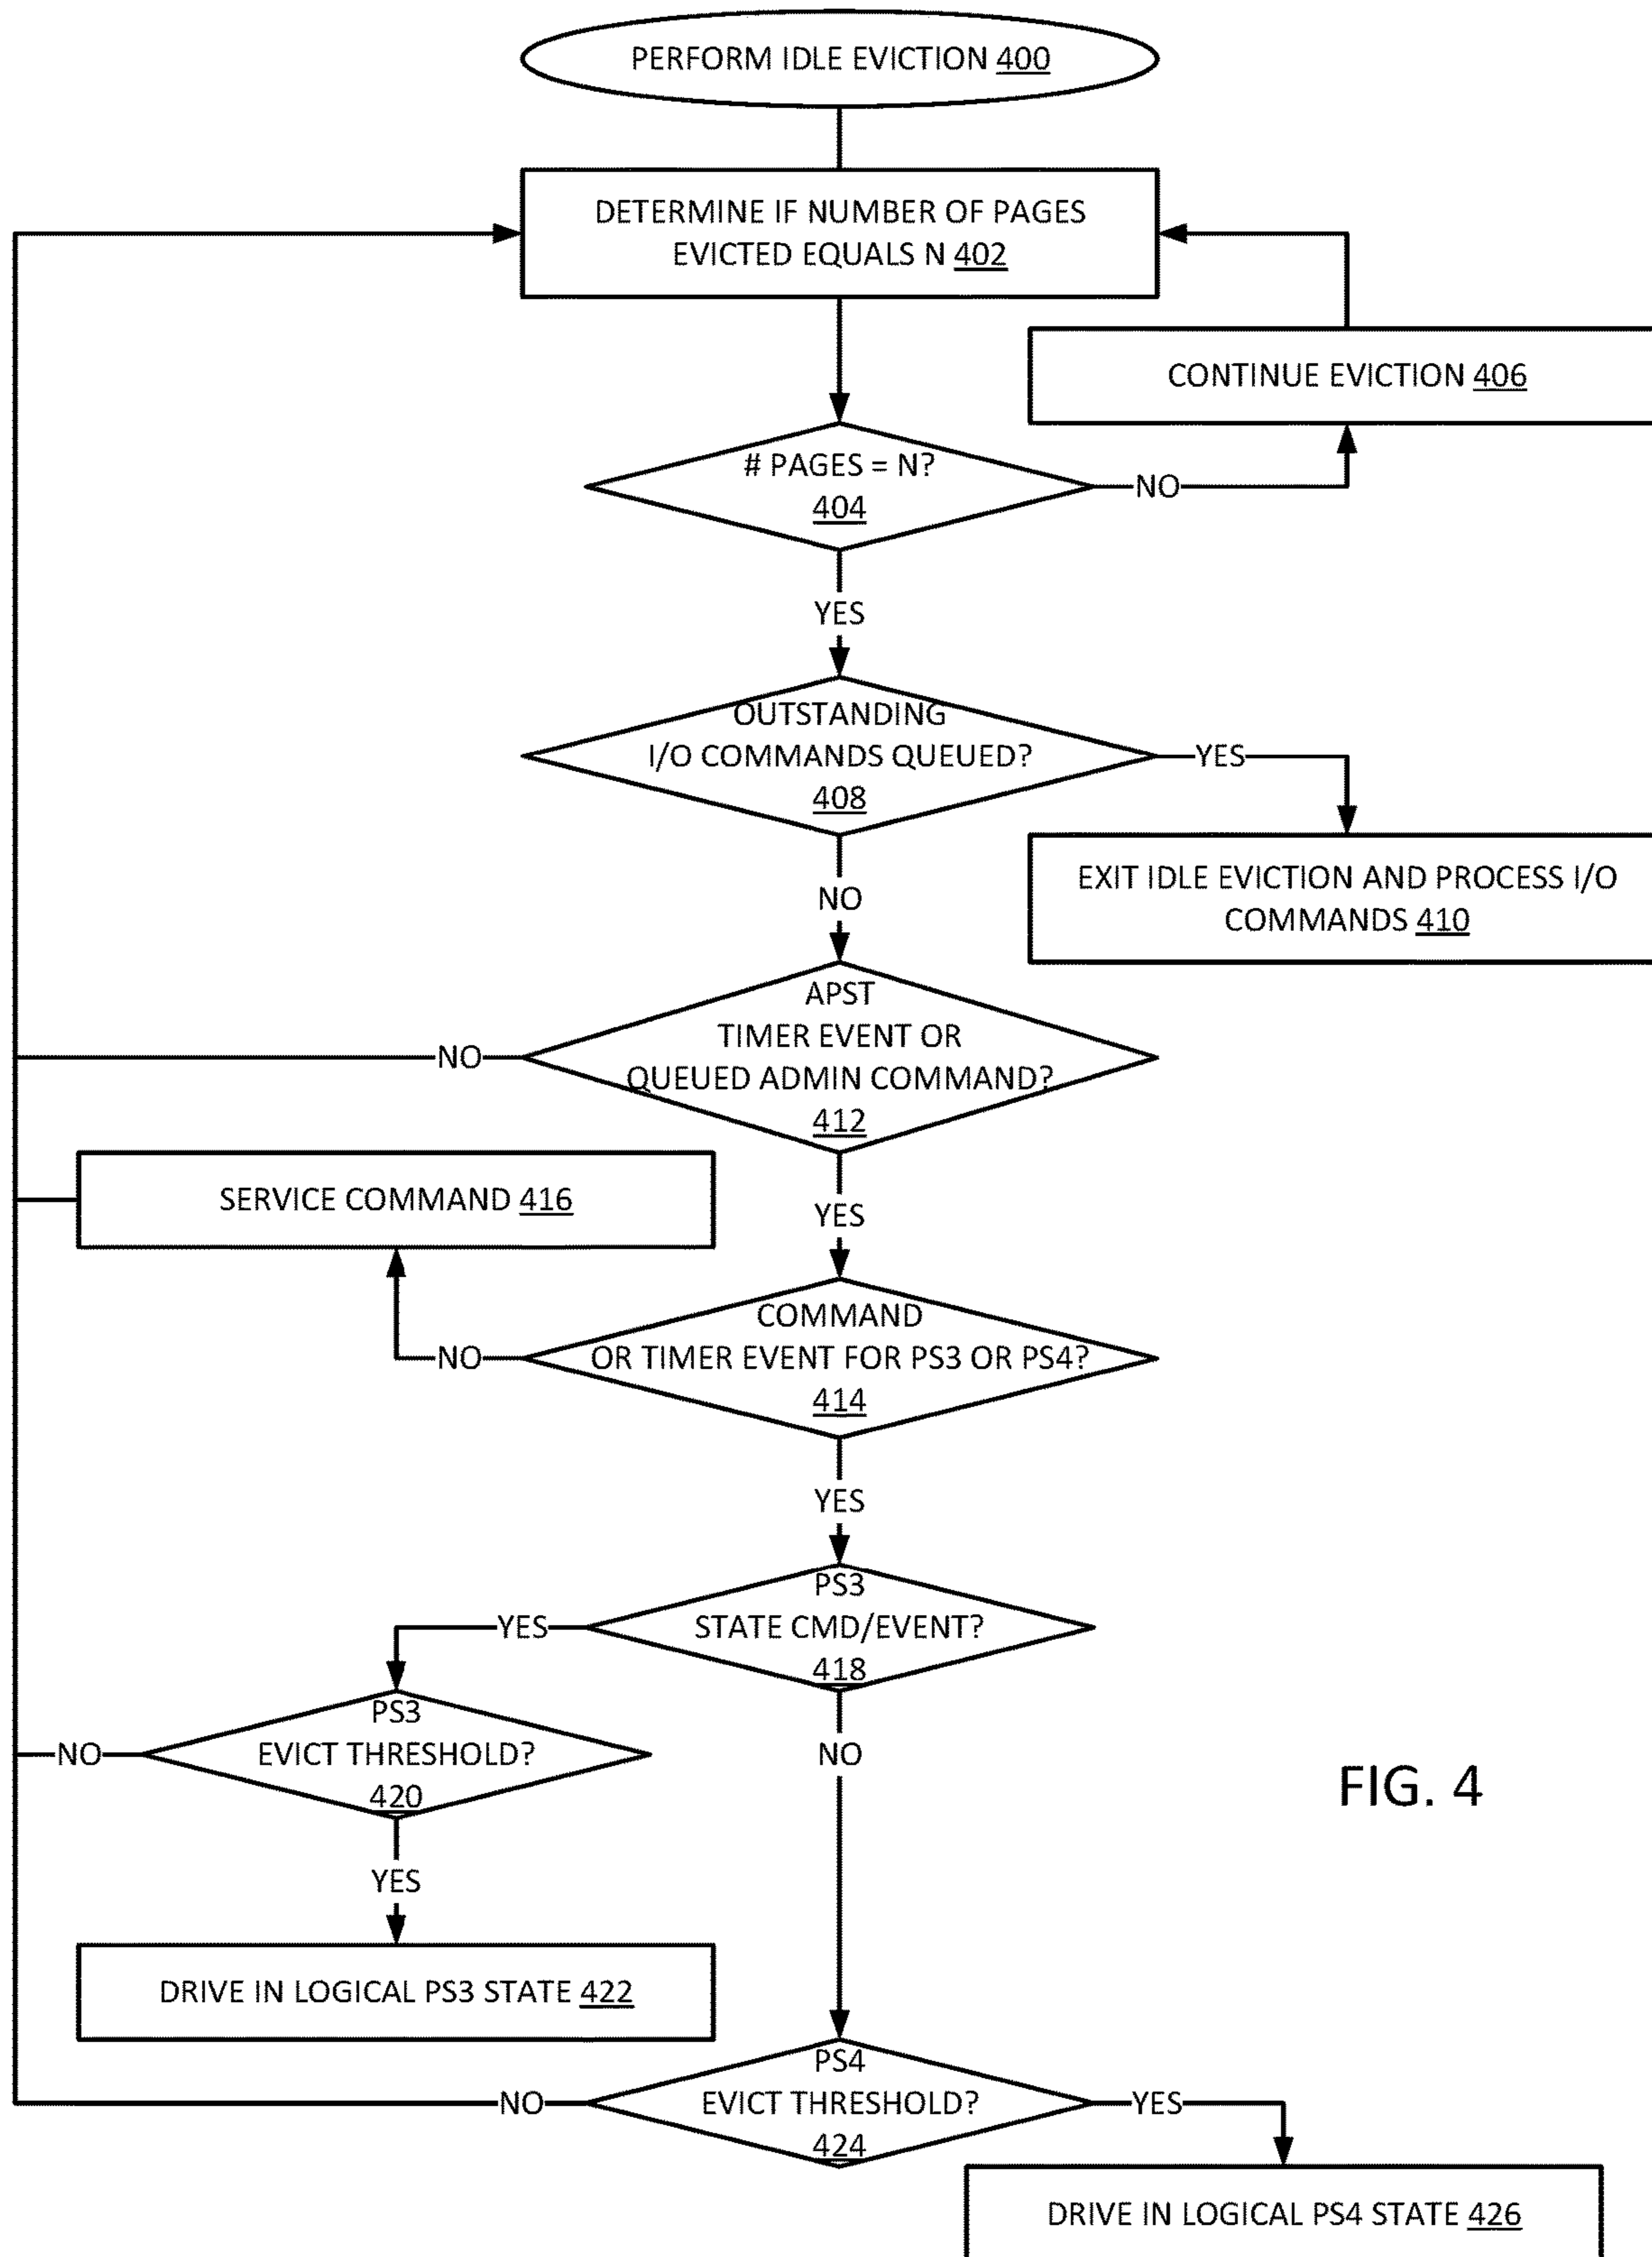 PERFORM IDLE EVICTION 400
DETERMINE IF NUMBER OF PAGES
EVICTED EQUALS N 402
CONTINUE EVICTION 406
# PAGES = N?
404
NO
YES
OUTSTANDING
I/O COMMANDS QUEUED?
408
YES
EXIT IDLE EVICTION AND PROCESS I/O
COMMANDS 410
NO
APST
TIMER EVENT OR
QUEUED ADMIN COMMAND?
412
NO
YES
SERVICE COMMAND 416
COMMAND
OR TIMER EVENT FOR PS3 OR PS4?
414
NO
YES
PS3
STATE CMD/EVENT?
418
YES
NO
PS3
EVICT THRESHOLD?
420
NO
YES
DRIVE IN LOGICAL PS3 STATE 422
FIG. 4
PS4
EVICT THRESHOLD?
424
NO
YES
DRIVE IN LOGICAL PS4 STATE 426